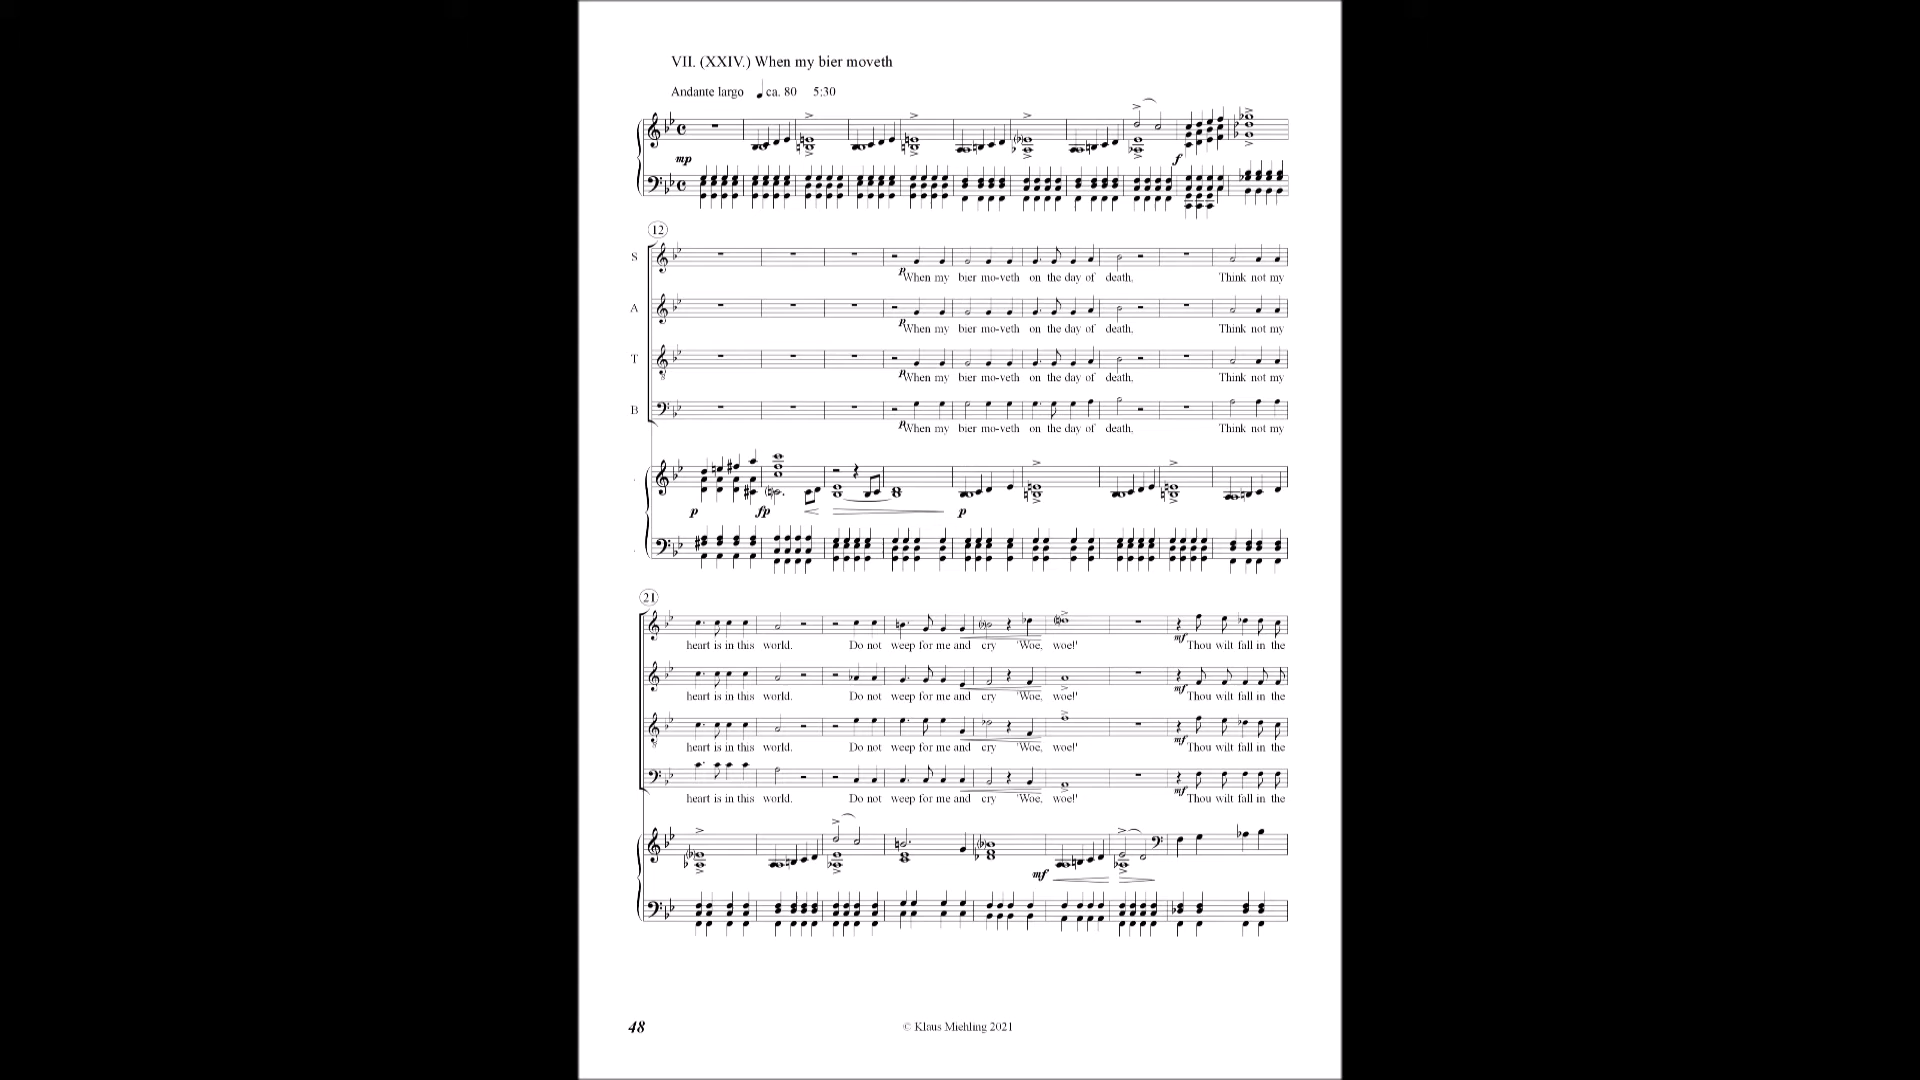 VII. (XXIV.) When my bier moveth
Andante largo ca. 80 5:30
mp
f
12
S
p When my bier mo-veth on the day of death, Think not my
A
p When my bier mo-veth on the day of death, Think not my
T
p When my bier mo-veth on the day of death, Think not my
B
p When my bier mo-veth on the day of death, Think not my
p fp p
21
mf
heart is in this world. Do not weep for me and cry 'Woe, woe!' Thou wilt fall in the
mf
heart is in this world. Do not weep for me and cry 'Woe, woe!' Thou wilt fall in the
mf
heart is in this world. Do not weep for me and cry 'Woe, woe!' Thou wilt fall in the
mf
heart is in this world. Do not weep for me and cry 'Woe, woe!' Thou wilt fall in the
mf
48
© Klaus Miehling 2021